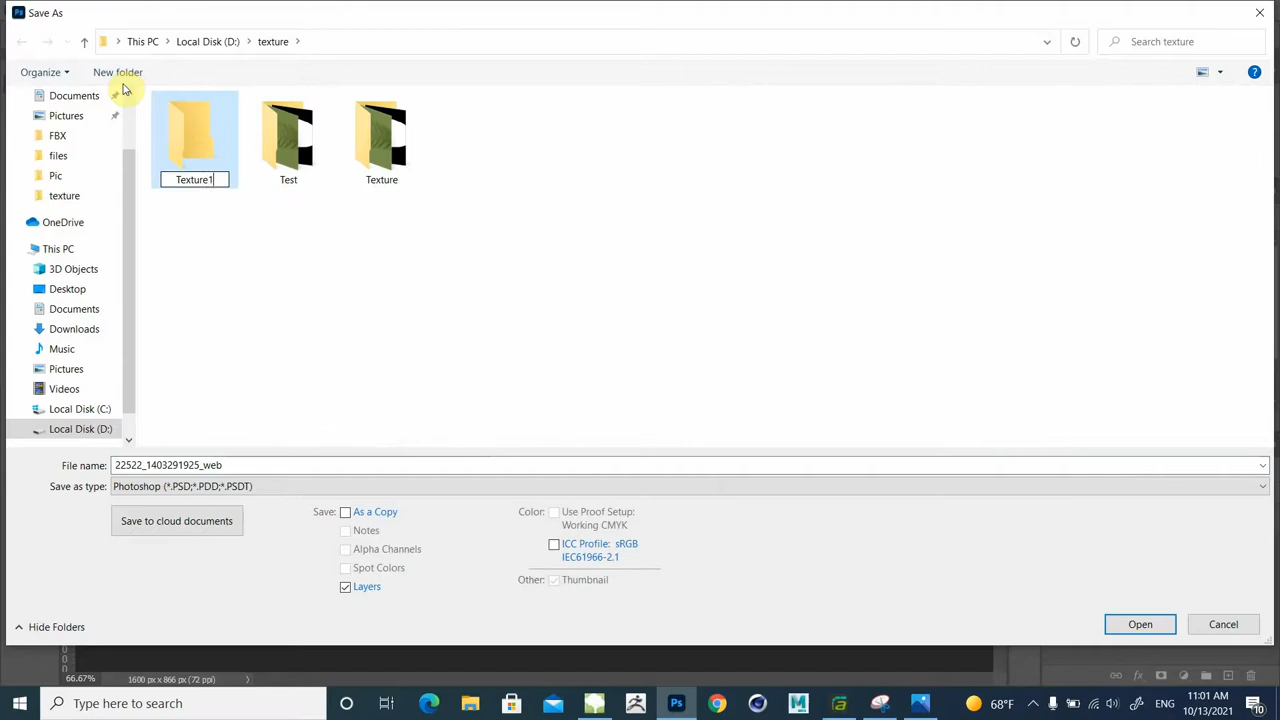 Ps Save As
This PC > Local Disk (D:) > texture >
Search texture
Organize
New folder
Documents
Pictures
FBX
files
Pic
texture
OneDrive
This PC
3D Objects
Desktop
Documents
Downloads
Music
Pictures
Videos
Local Disk (C:)
Local Disk (D:)
Texture1
Test
Texture
File name: 22522_1403291925_web
Save as type: Photoshop (*.PSD;*.PDD;*.PSDT)
Save to cloud documents
Save: As a Copy
Notes
Alpha Channels
Spot Colors
Layers
Color: Use Proof Setup:
Working CMYK
ICC Profile: sRGB
IEC61966-2.1
Other: Thumbnail
Hide Folders
Open
Cancel
66.67%
1600 px x 866 px (72 ppi)
fx
Type here to search
Ps
68°F
ENG
11:01 AM
10/13/2021